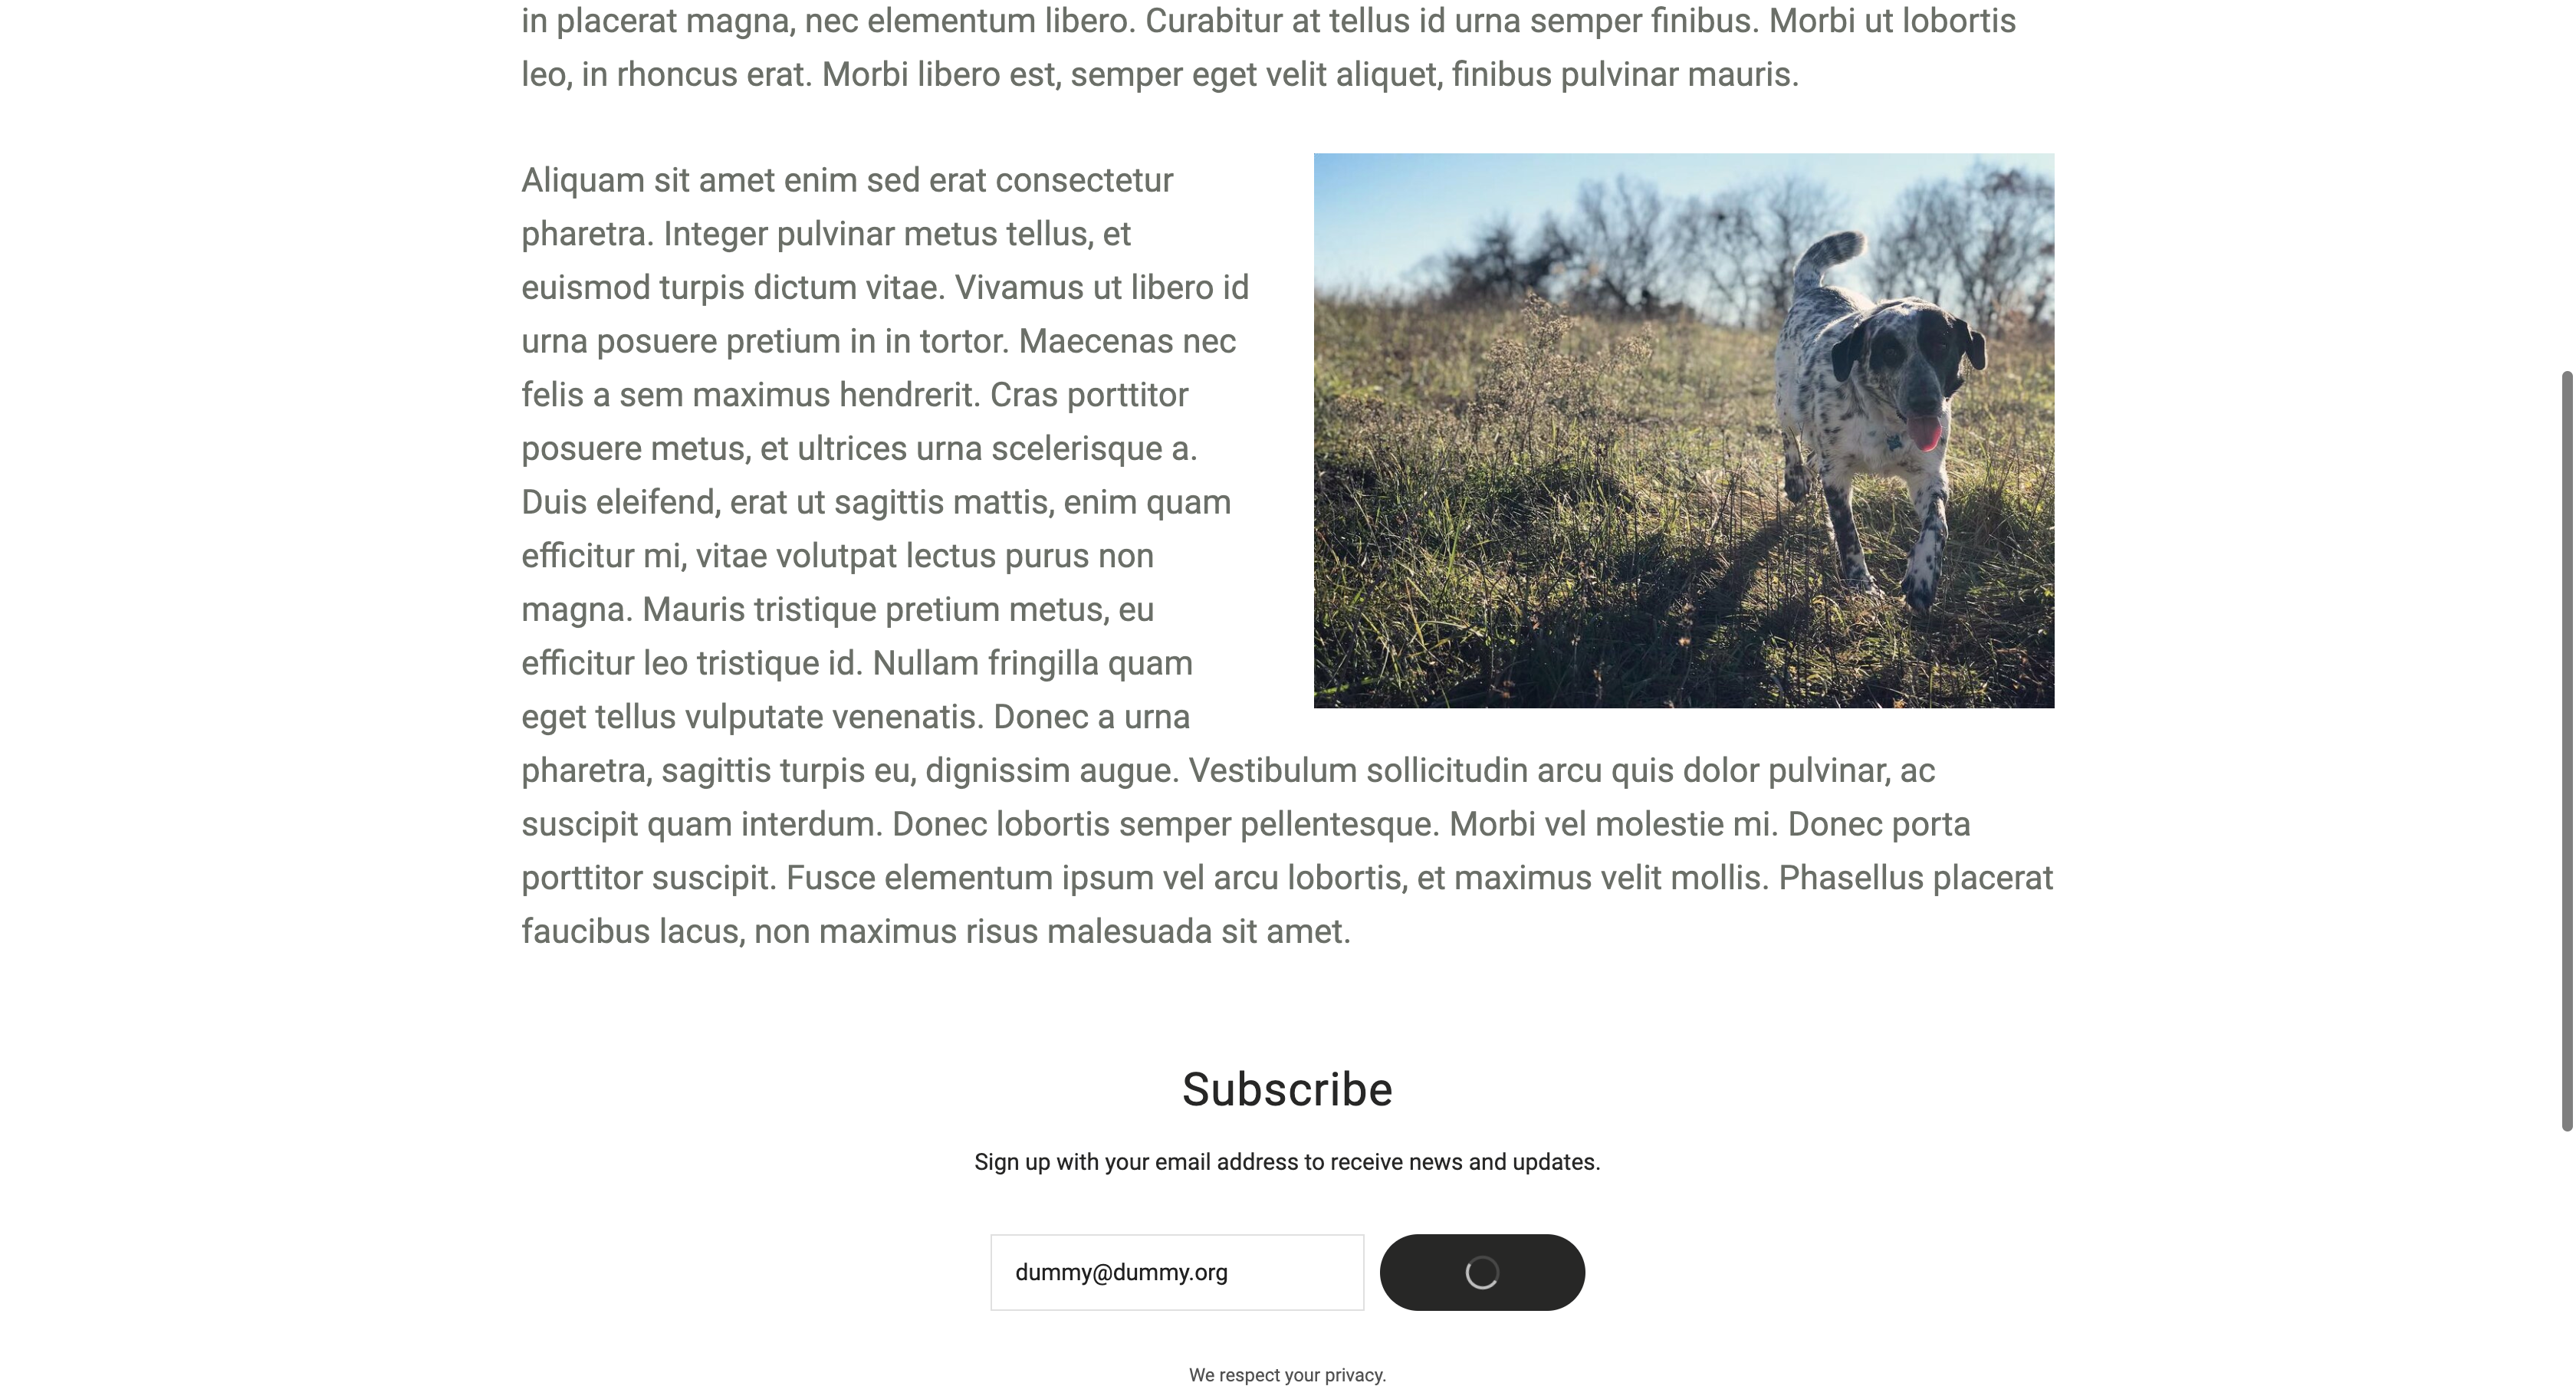 in placerat magna, nec elementum libero. Curabitur at tellus id urna semper finibus. Morbi ut lobortis
leo, in rhoncus erat. Morbi libero est, semper eget velit aliquet, finibus pulvinar mauris.
Aliquam sit amet enim sed erat consectetur
pharetra. Integer pulvinar metus tellus, et
euismod turpis dictum vitae. Vivamus ut libero id
urna posuere pretium in in tortor. Maecenas nec
felis a sem maximus hendrerit. Cras porttitor
posuere metus, et ultrices urna scelerisque a.
Duis eleifend, erat ut sagittis mattis, enim quam
efficitur mi, vitae volutpat lectus purus non
magna. Mauris tristique pretium metus, eu
efficitur leo tristique id. Nullam fringilla quam
eget tellus vulputate venenatis. Donec a urna
pharetra, sagittis turpis eu, dignissim augue. Vestibulum sollicitudin arcu quis dolor pulvinar, ac
suscipit quam interdum. Donec lobortis semper pellentesque. Morbi vel molestie mi. Donec porta
porttitor suscipit. Fusce elementum ipsum vel arcu lobortis, et maximus velit mollis. Phasellus placerat
faucibus lacus, non maximus risus malesuada sit amet.
Subscribe
Sign up with your email address to receive news and updates.
dummy@dummy.org
We respect your privacy.